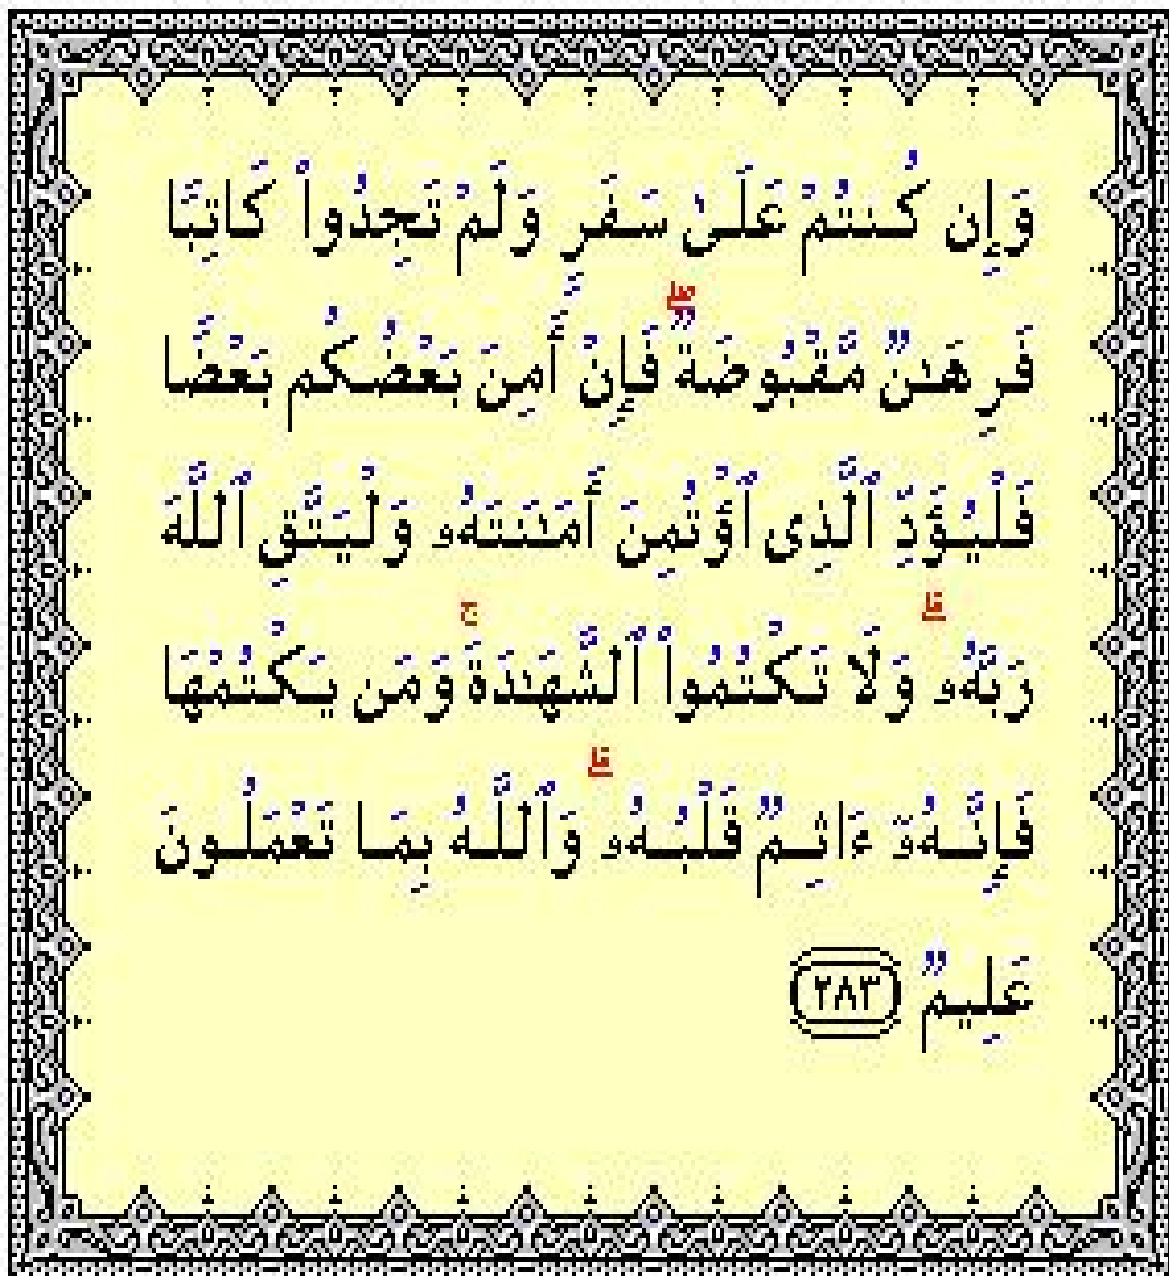 وَإِن كُنتُمْ عَلَىٰ سَفَرٍ وَلَمْ تَجِدُواْ كَاتِبًا
فَرِهَـٰنٌ مَّقْبُوضَةٌ ۖ فَإِنْ أَمِنَ بَعْضُكُم بَعْضًا
فَلْيُؤَدِّ ٱلَّذِى ٱؤْتُمِنَ أَمَـٰنَتَهُۥ وَلْيَتَّقِ ٱللَّهَ
رَبَّهُۥ ۗ وَلَا تَكْتُمُواْ ٱلشَّهَـٰدَةَ ۚ وَمَن يَكْتُمْهَا
فَإِنَّهُۥٓ ءَاثِمٌ قَلْبُهُۥ ۗ وَٱللَّهُ بِمَا تَعْمَلُونَ
عَلِيمٌ ٢٨٣